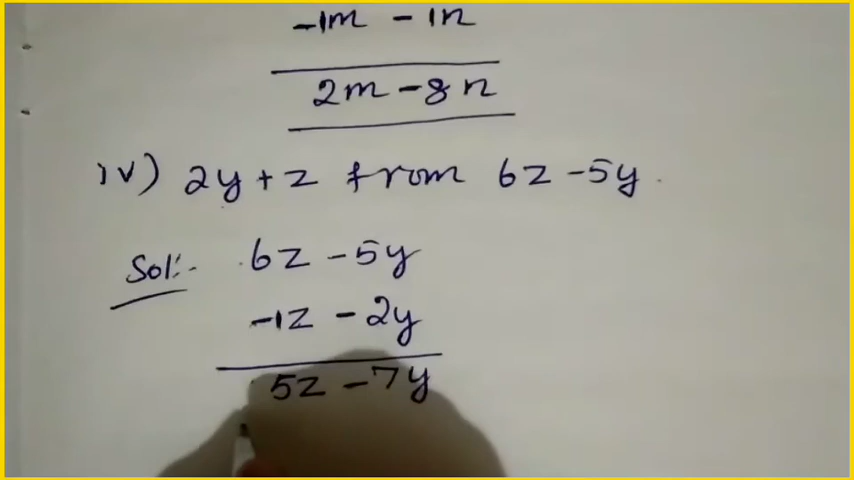 -1m - 1n
2m - 8n
iv) 2y + z from 6z - 5y.
Sol:- 6z - 5y
-1z - 2y
5z - 7y